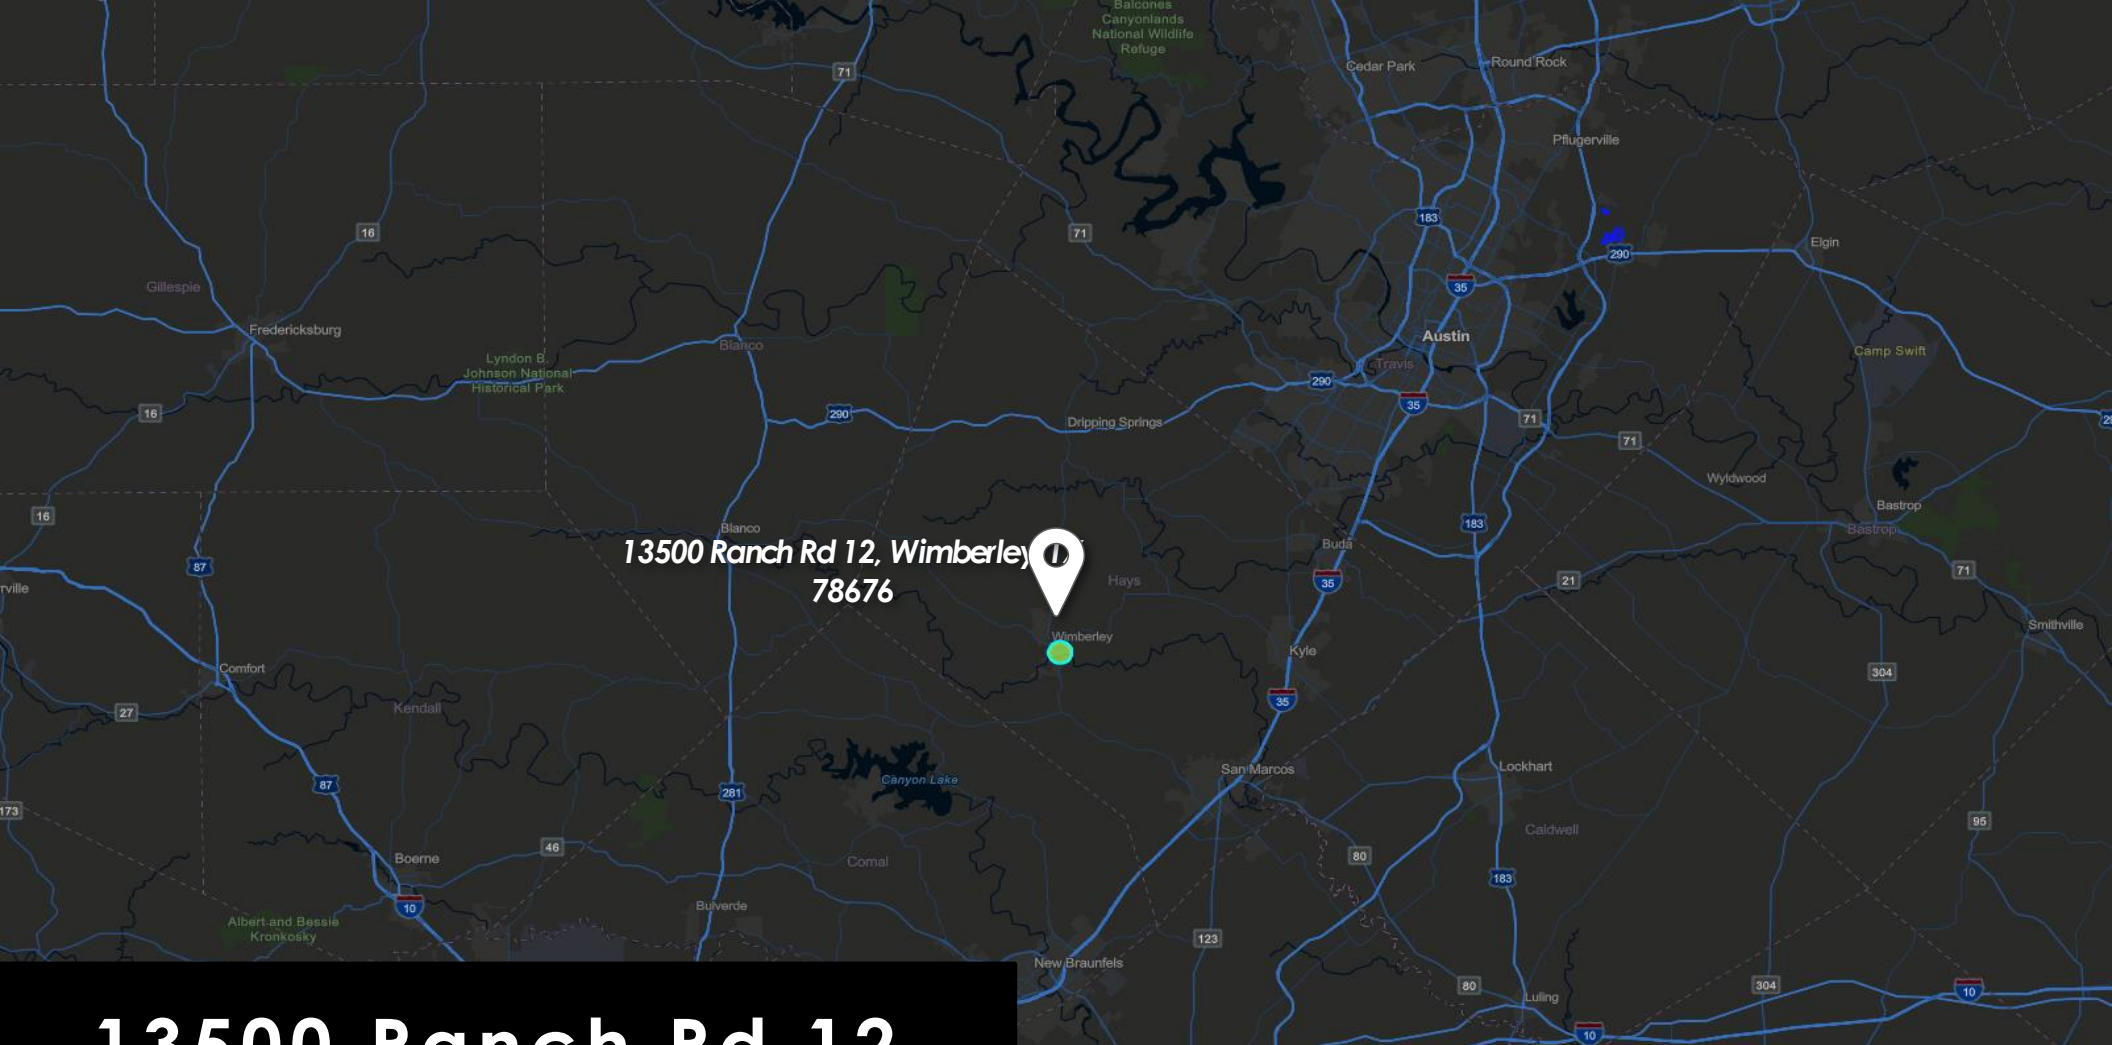 Balcones
Canyonlands
National Wildlife
Refuge
Cedar Park
Round Rock
71
Pflugerville
183
16
71
290
Elgin
Gillespie
35
Fredericksburg
Austin
Blanco
Camp Swift
Lyndon B.
Johnson National
Historical Park
Travis
290
35
16
290
Dripping Springs
71
71
Wyldwood
Bastrop
16
Blanco
183
Bastrop
Buda
13500 Ranch Rd 12, Wimberley
78676
87
Hays
35
21
71
Wimberley
Smithville
Kyle
Comfort
304
35
27
Kendall
San Marcos
Lockhart
Canyon Lake
87
281
173
95
Caldwell
46
80
Boerne
Comal
183
10
Bulverde
Albert and Bessie
Kronkosky
123
New Braunfels
80
304
10
Luling
10
13500 Ranch Rd 12